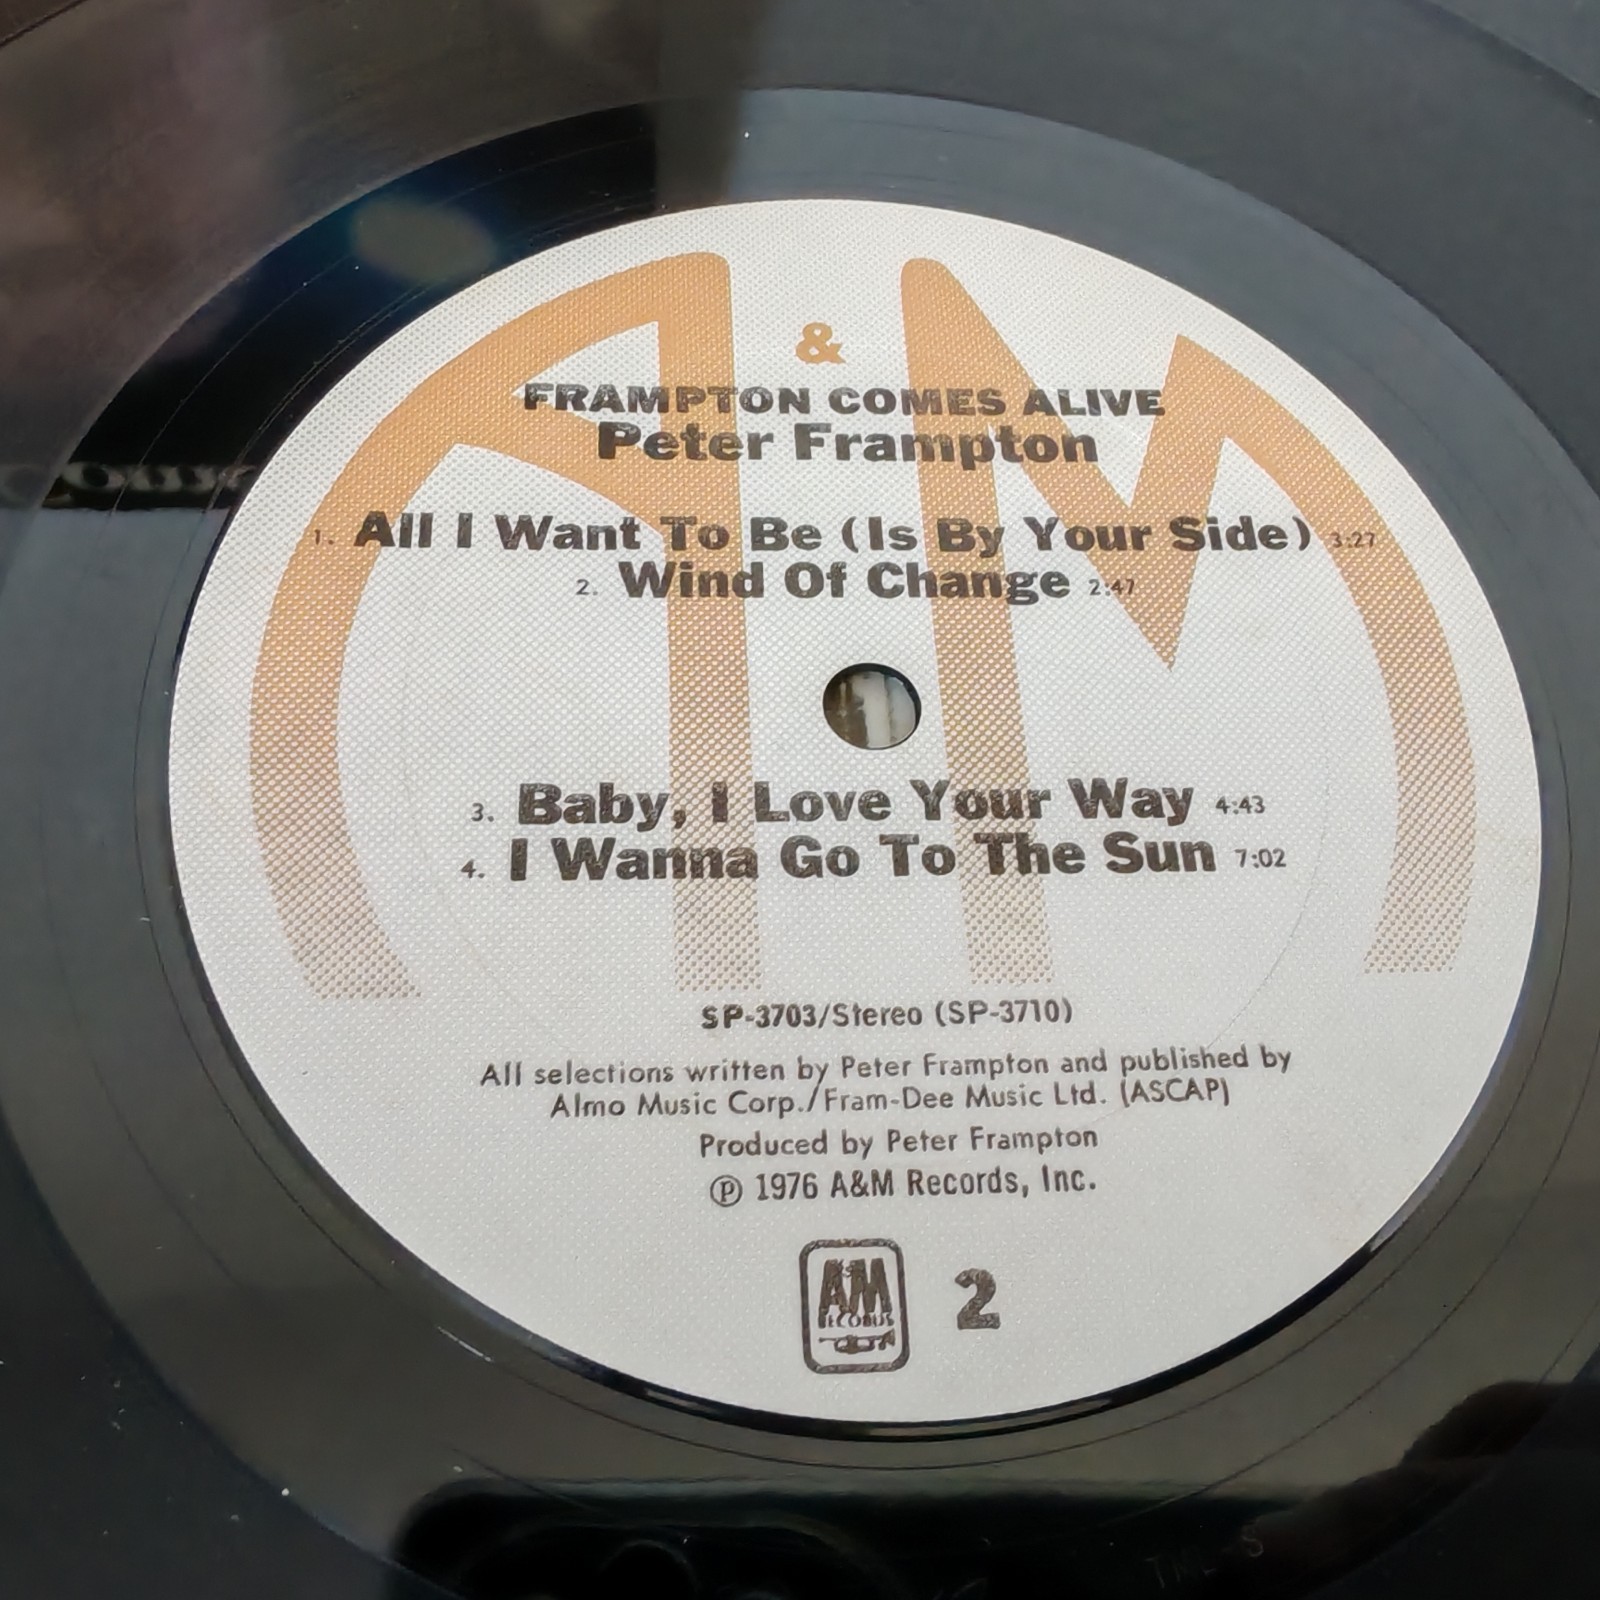 A & M
FRAMPTON COMES ALIVE
Peter Frampton
1. All I Want To Be (Is By Your Side) 3:27
2. Wind Of Change 2:47
3. Baby, I Love Your Way 4:43
4. I Wanna Go To The Sun 7:02
SP-3703/Stereo (SP-3710)
All selections written by Peter Frampton and published by
Almo Music Corp./Fram-Dee Music Ltd. (ASCAP)
Produced by Peter Frampton
Ⓟ 1976 A&M Records, Inc.
A&M
RECORDS
2
TML-S